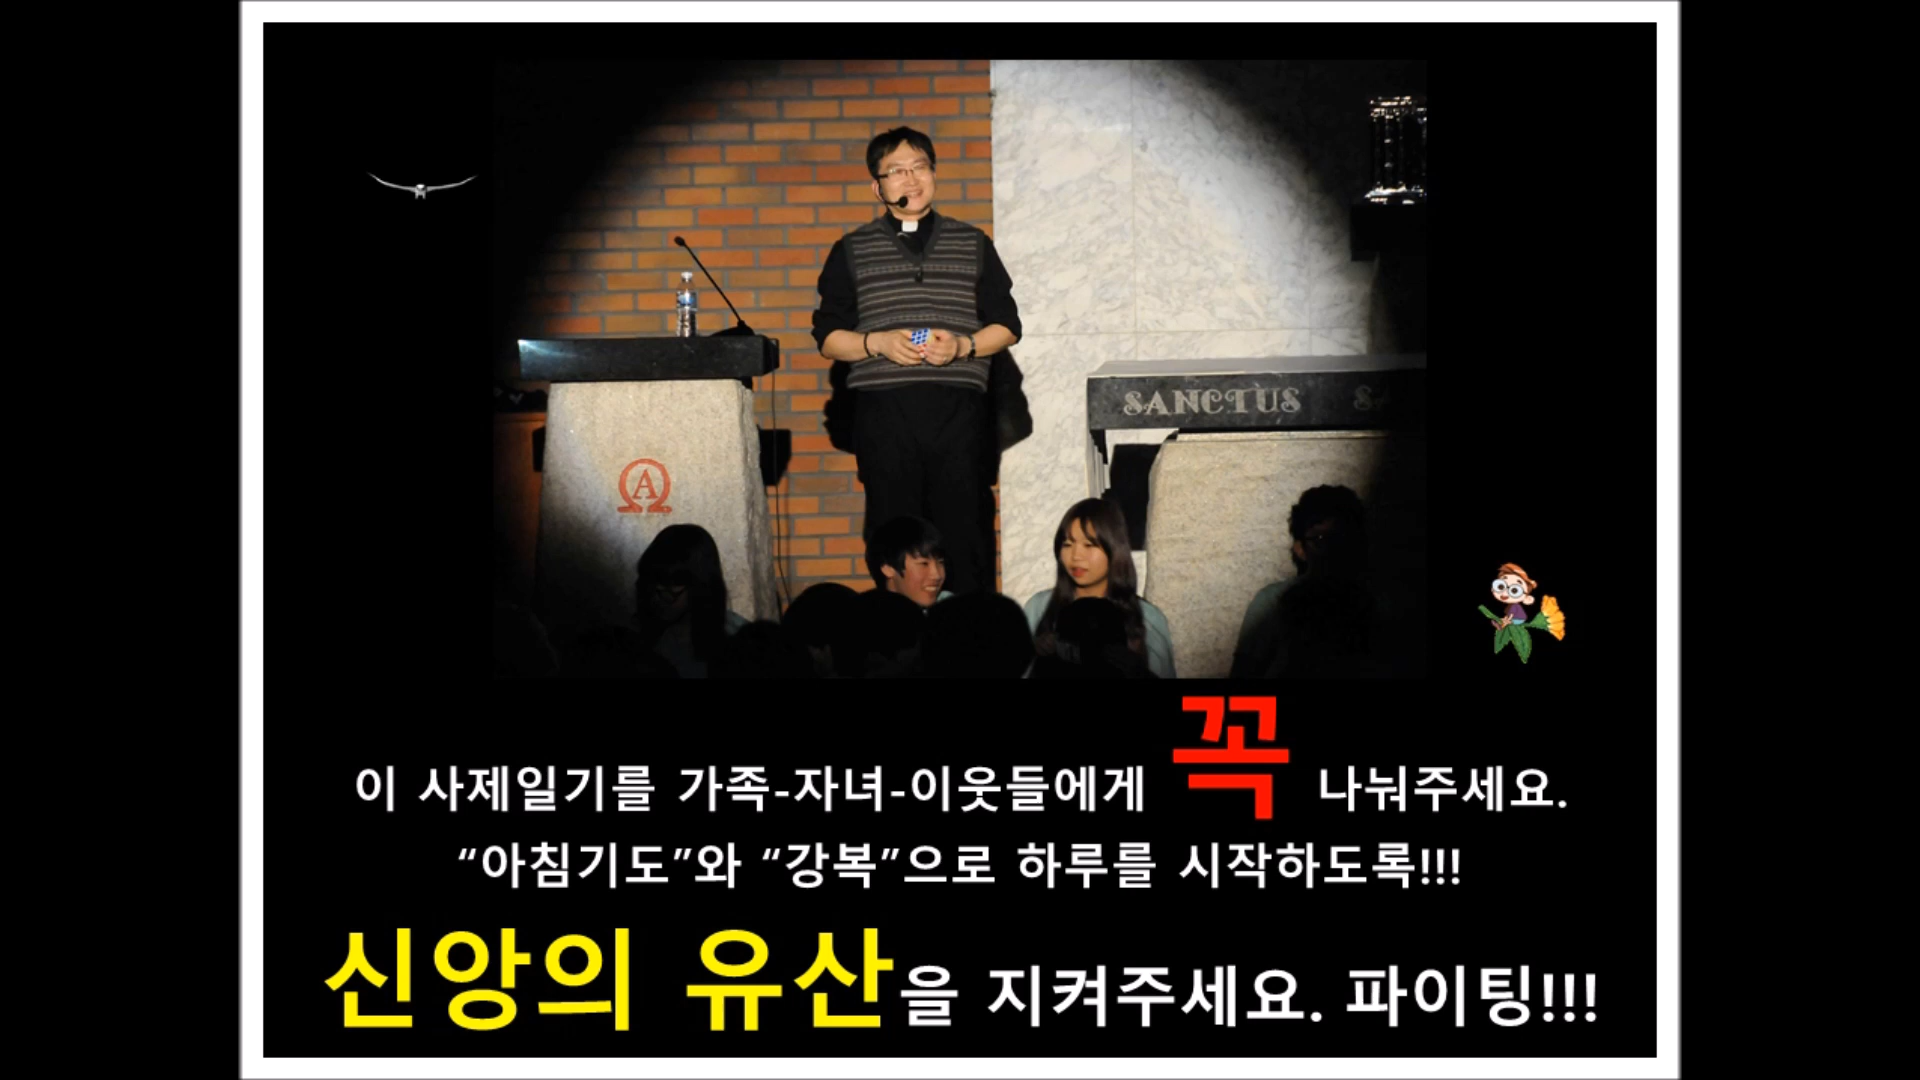 SANCTUS
이 사제일기를 가족-자녀-이웃들에게 꼭 나눠주세요.
“아침기도”와 “강복”으로 하루를 시작하도록!!!
신앙의 유산을 지켜주세요. 파이팅!!!